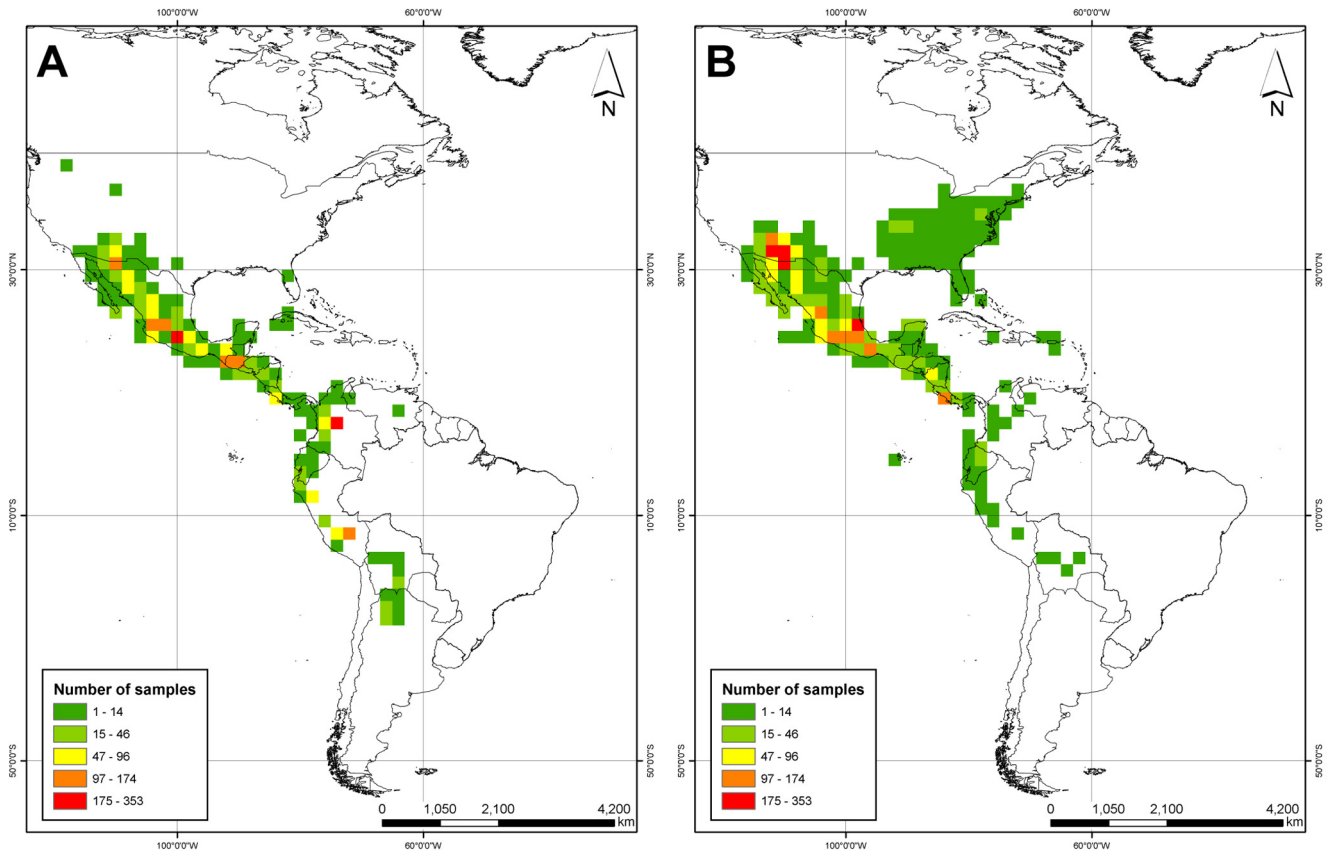 100°0'0"W 60°0'0"W 100°0'0"W 60°0'0"W
A
N
B
N
30°0'0"N 30°0'0"N 30°0'0"N 30°0'0"N
10°0'0"S 10°0'0"S 10°0'0"S 10°0'0"S
50°0'0"S 50°0'0"S 50°0'0"S 50°0'0"S
Number of samples
1 - 14
15 - 46
47 - 96
97 - 174
175 - 353
0 1,050 2,100 4,200
km
Number of samples
1 - 14
15 - 46
47 - 96
97 - 174
175 - 353
0 1,050 2,100 4,200
km
100°0'0"W 60°0'0"W 100°0'0"W 60°0'0"W